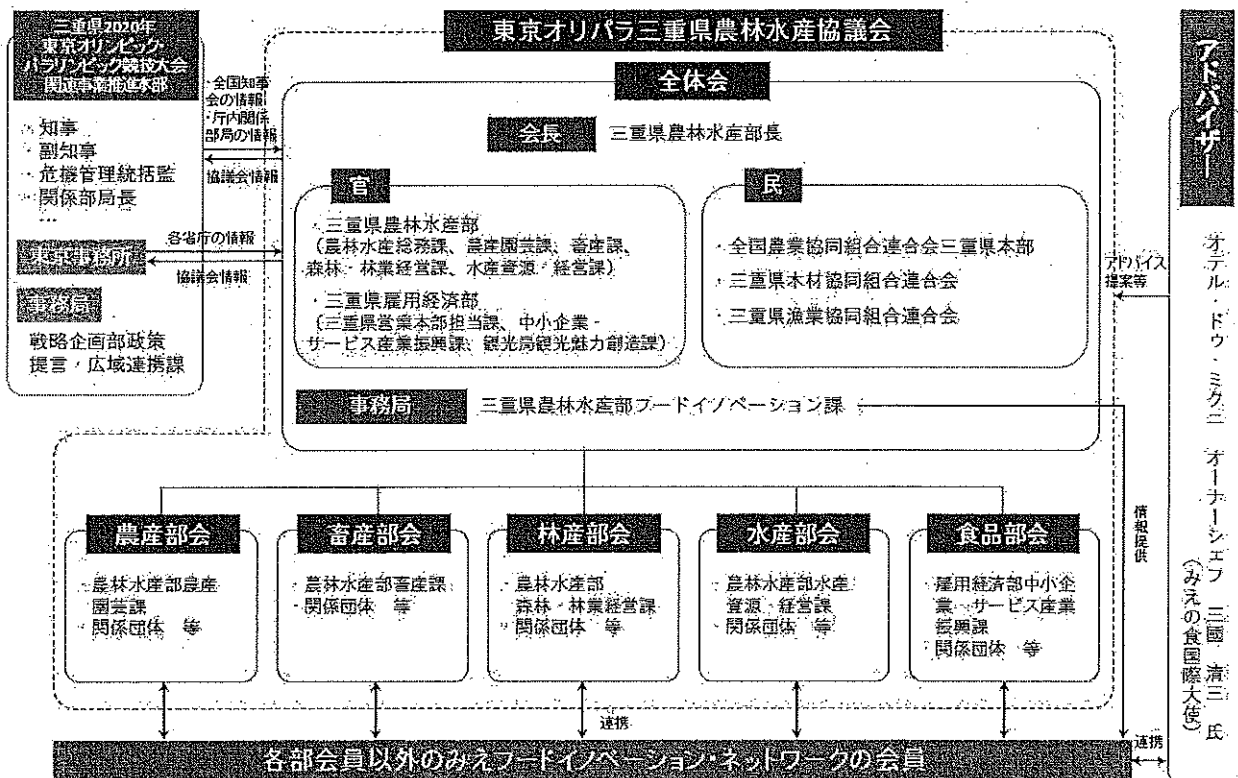 三重県2020年
東京オリンピック・
パラリンピック競技大会
関連事業推進本部
・知事
・副知事
・危機管理統括監
・関係部局長
…
東京事務所
事務局
戦略企画部政策
提言・広域連携課
・全国知事
会の情報
・庁内関係
部局の情報
協議会情報
各省庁の情報
協議会情報
東京オリパラ三重県農林水産協議会
全体会
会長 三重県農林水産部長
官
・三重県農林水産部
(農林水産総務課、農産園芸課、畜産課、
森林・林業経営課、水産資源・経営課)
・三重県雇用経済部
(三重県営業本部担当課、中小企業・
サービス産業振興課、観光局観光魅力創造課)
民
・全国農業協同組合連合会三重県本部
・三重県木材協同組合連合会
・三重県漁業協同組合連合会
事務局 三重県農林水産部フードイノベーション課
農産部会
・農林水産部農産
園芸課
・関係団体 等
畜産部会
・農林水産部畜産課
・関係団体 等
林産部会
・農林水産部
森林・林業経営課
・関係団体 等
水産部会
・農林水産部水産
資源・経営課
・関係団体 等
食品部会
・雇用経済部中小企
業・サービス産業
振興課
・関係団体 等
連携
各部会員以外のみえフードイノベーション・ネットワークの会員
情報提供
連携
アドバイス
提案等
アドバイザー
オテル・ドゥ・ミクニ オーナーシェフ 三國 清三 氏
(みえの食国際大使)